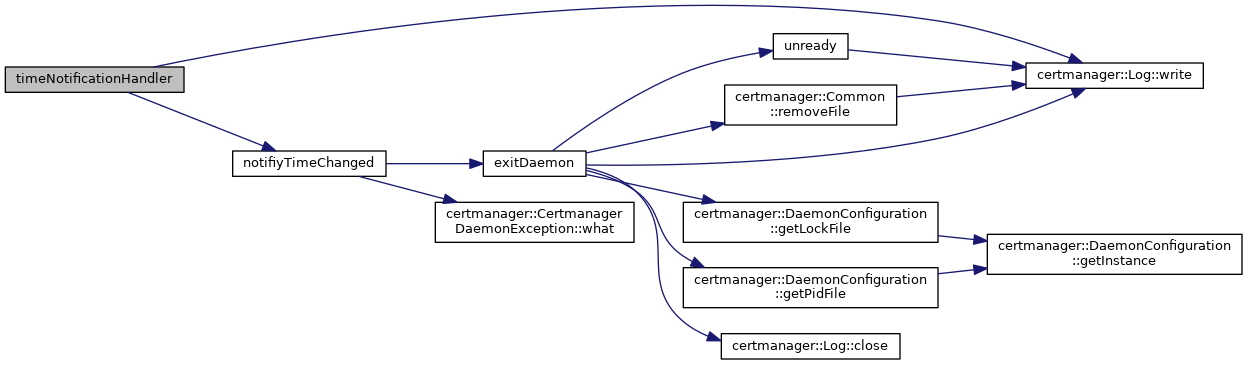 timeNotificationHandler
notifiyTimeChanged
exitDaemon
certmanager::Certmanager
DaemonException::what
unready
certmanager::Common
::removeFile
certmanager::Log::write
certmanager::DaemonConfiguration
::getLockFile
certmanager::DaemonConfiguration
::getPidFile
certmanager::DaemonConfiguration
::getInstance
certmanager::Log::close